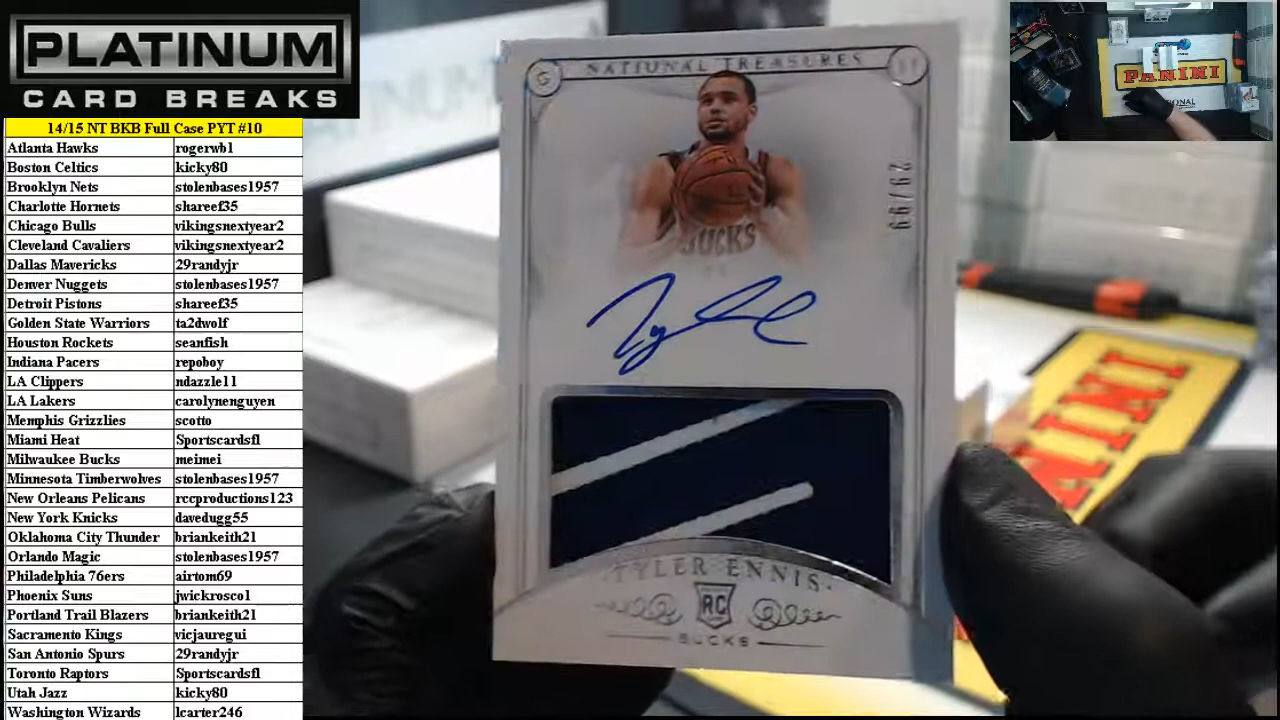 PLATINUM
CARD BREAKS
14/15 NT BKB Full Case PYT #10
Atlanta Hawks rogerwb1
Boston Celtics kicky80
Brooklyn Nets stolenbases1957
Charlotte Hornets shareef35
Chicago Bulls vikingsnextyear2
Cleveland Cavaliers vikingsnextyear2
Dallas Mavericks 29randyjr
Denver Nuggets stolenbases1957
Detroit Pistons shareef35
Golden State Warriors ta2dwolf
Houston Rockets seanfish
Indiana Pacers repoboy
LA Clippers ndazzle11
LA Lakers carolynenguyen
Memphis Grizzlies scotto
Miami Heat Sportscardsfl
Milwaukee Bucks meimei
Minnesota Timberwolves stolenbases1957
New Orleans Pelicans rccproductions123
New York Knicks davedugg55
Oklahoma City Thunder briankeith21
Orlando Magic stolenbases1957
Philadelphia 76ers airtom69
Phoenix Suns jwickrosco1
Portland Trail Blazers briankeith21
Sacramento Kings vicjauregui
San Antonio Spurs 29randyjr
Toronto Raptors Sportscardsfl
Utah Jazz kicky80
Washington Wizards lcarter246
G NATIONAL TREASURES 11
29/99
BUCKS
TYLER ENNIS
RC
BUCKS
PANINI